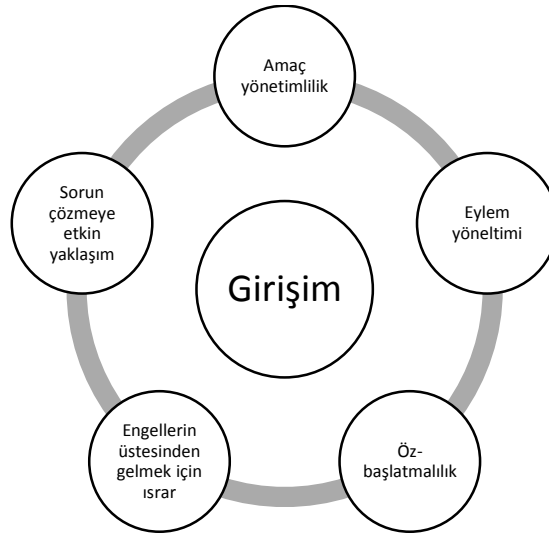 Amaç
yönetimlilik
Eylem
yöneltimi
Öz-
başlatmalılık
Engellerin
üstesinden
gelmek için
ısrar
Sorun
çözmeye
etkin
yaklaşım
Girişim